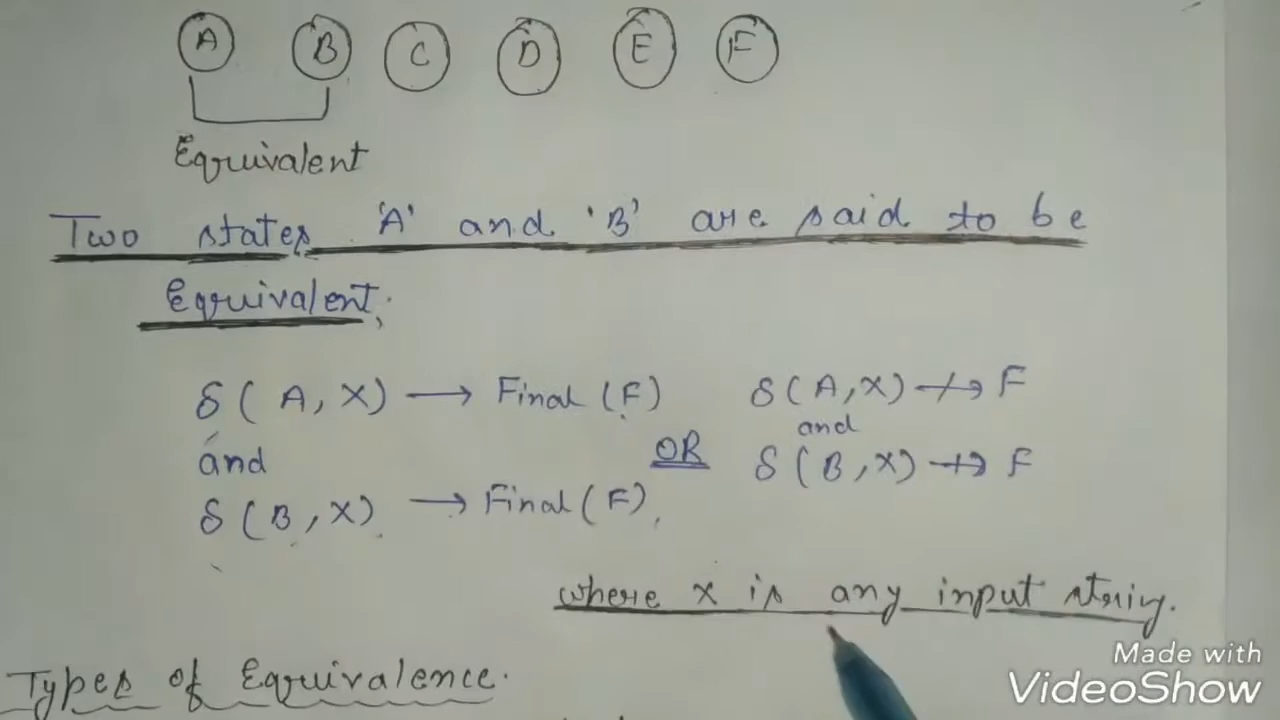 A B C D E F
Equivalent
Two states 'A' and 'B' are said to be
Equivalent.
δ(A,X) → Final (F) δ(A,X) ↛ F
and and
OR
δ(B,X) → Final (F) δ(B,X) ↛ F
where x is any input string.
Types of Equivalence.
Made with
VideoShow